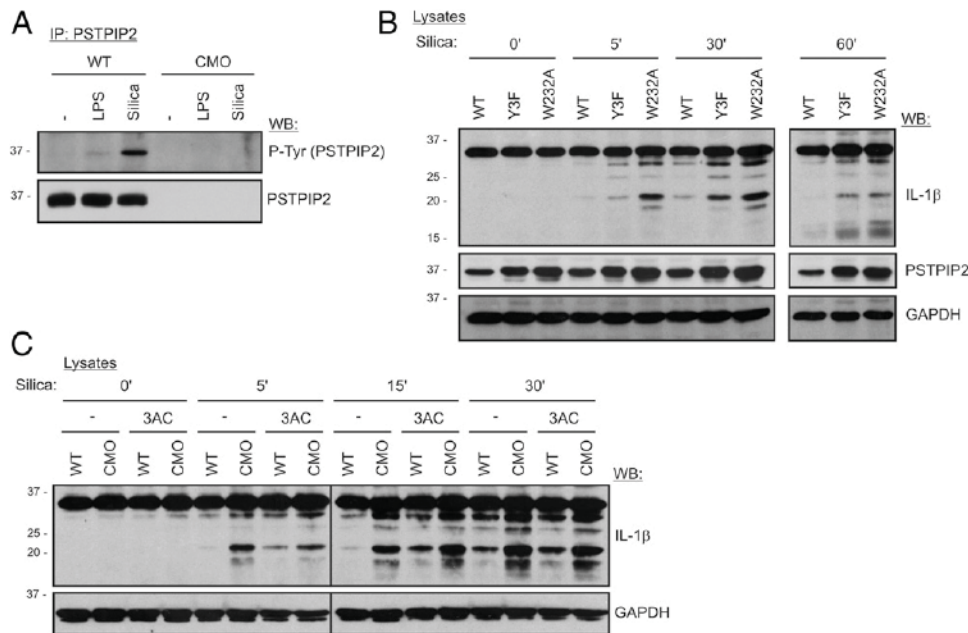 A
IP: PSTPIP2
WT CMO
- LPS Silica - LPS Silica
WB:
37 - P-Tyr (PSTPIP2)
37 - PSTPIP2
B
Lysates
Silica: 0' 5' 30' 60'
WT Y3F W232A WT Y3F W232A WT Y3F W232A WT Y3F W232A
WB:
37 -
25 -
20 -
15 -
IL-1β
37 - PSTPIP2
37 -
GAPDH
C
Lysates
Silica: 0' 5' 15' 30'
- 3AC - 3AC - 3AC - 3AC
WT CMO WT CMO WT CMO WT CMO WT CMO WT CMO WT CMO WT CMO
WB:
37 -
25 -
20 -
IL-1β
37 -
GAPDH